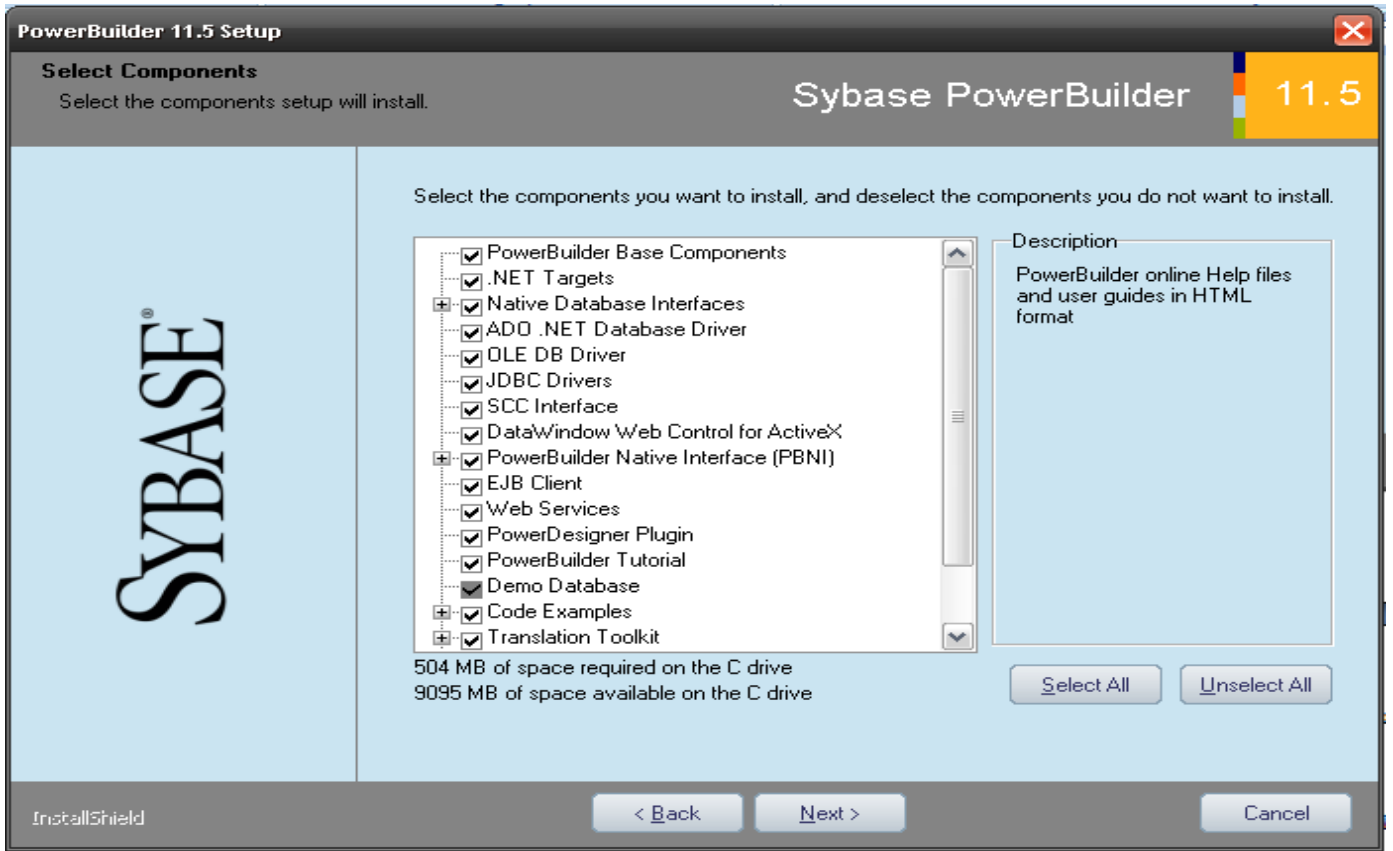 PowerBuilder 11.5 Setup
Select Components
Select the components setup will install.
Sybase PowerBuilder
11.5
Select the components you want to install, and deselect the components you do not want to install.
PowerBuilder Base Components
.NET Targets
Native Database Interfaces
ADO .NET Database Driver
OLE DB Driver
JDBC Drivers
SCC Interface
DataWindow Web Control for ActiveX
PowerBuilder Native Interface (PBNI)
EJB Client
Web Services
PowerDesigner Plugin
PowerBuilder Tutorial
Demo Database
Code Examples
Translation Toolkit
Description
PowerBuilder online Help files
and user guides in HTML
format
504 MB of space required on the C drive
9095 MB of space available on the C drive
Select All
Unselect All
SYBASE®
InstallShield
< Back
Next >
Cancel